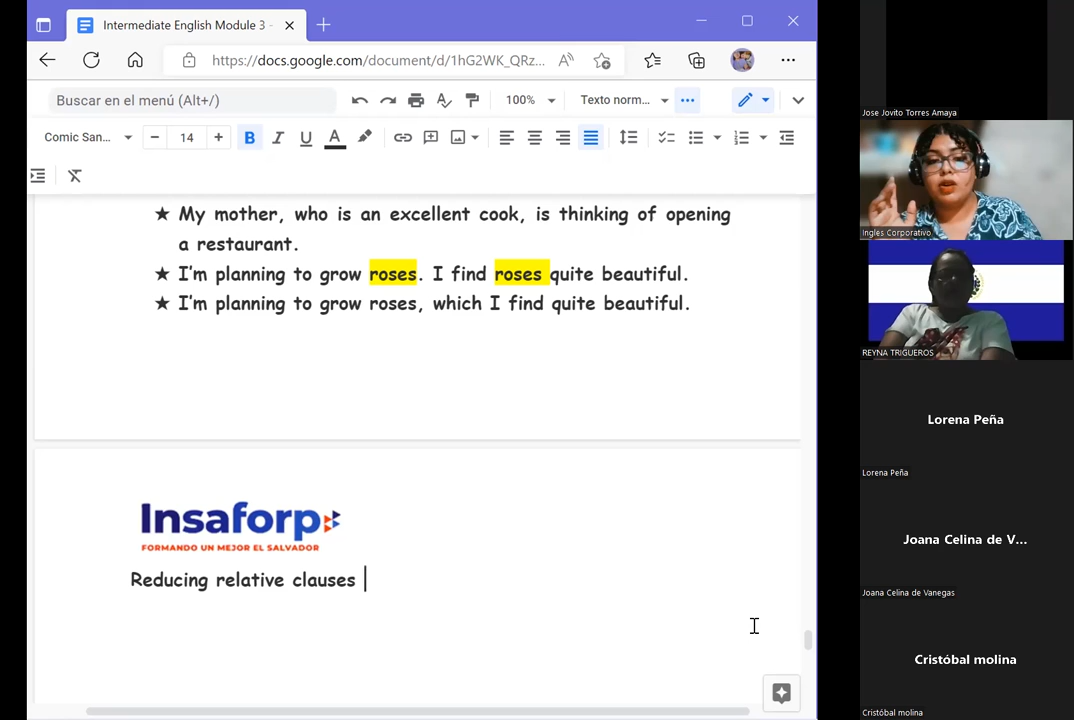 Intermediate English Module 3 -
https://docs.google.com/document/d/1hG2WK_QRz...
Buscar en el menú (Alt+/)
100%
Texto norm...
Comic San...
14
B
I
U
A
★ My mother, who is an excellent cook, is thinking of opening
a restaurant.
★ I'm planning to grow roses. I find roses quite beautiful.
★ I'm planning to grow roses, which I find quite beautiful.
Insaforp
FORMANDO UN MEJOR EL SALVADOR
Reducing relative clauses
Jose Jovito Torres Amaya
Ingles Corporativo.
REYNA TRIGUEROS
Lorena Peña
Lorena Peña
Joana Celina de V...
Joana Celina de Vanegas
Cristóbal molina
Cristóbal molina